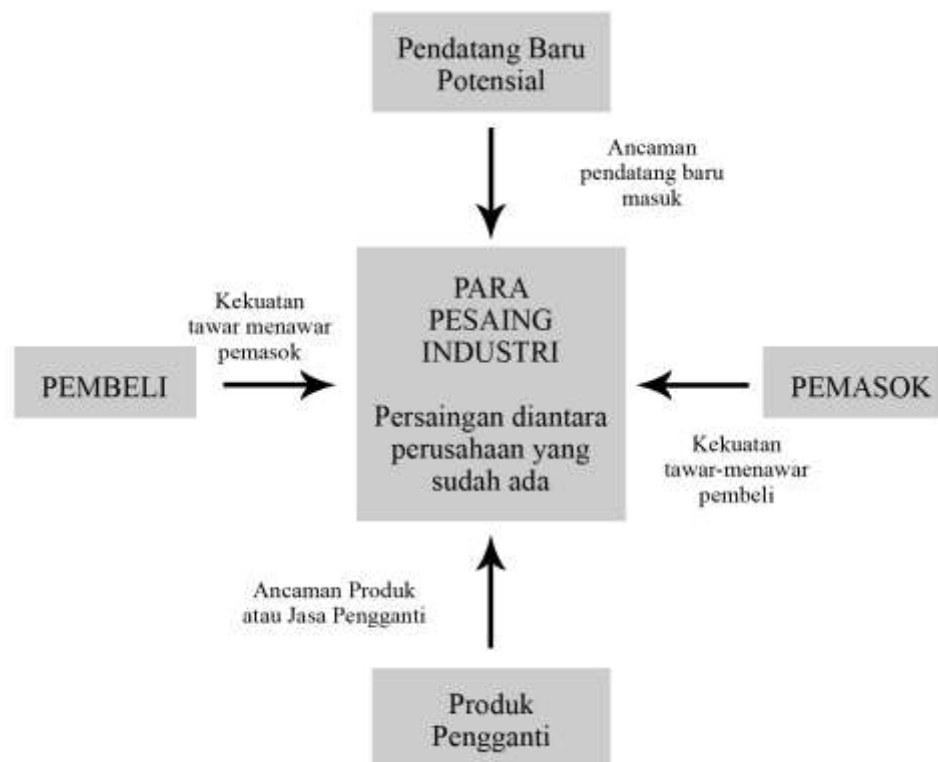 Pendatang Baru
Potensial
Ancaman
pendatang baru
masuk
PARA
PESAING
INDUSTRI
Persaingan diantara
perusahaan yang
sudah ada
Kekuatan
tawar menawar
pemasok
PEMBELI
PEMASOK
Kekuatan
tawar-menawar
pembeli
Ancaman Produk
atau Jasa Pengganti
Produk
Pengganti